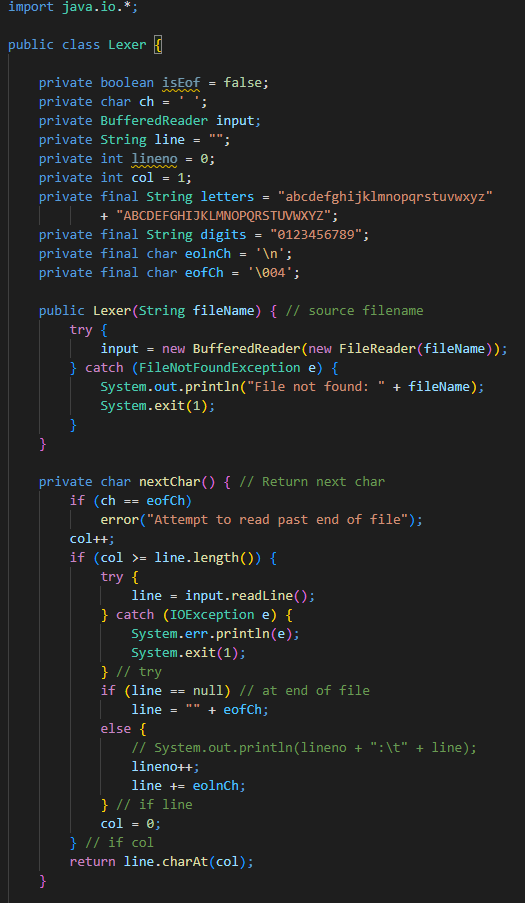 import java.io.*;

public class Lexer {

    private boolean isEof = false;
    private char ch = ' ';
    private BufferedReader input;
    private String line = "";
    private int lineno = 0;
    private int col = 1;
    private final String letters = "abcdefghijklmnopqrstuvwxyz"
            + "ABCDEFGHIJKLMNOPQRSTUVWXYZ";
    private final String digits = "0123456789";
    private final char eolnCh = '\n';
    private final char eofCh = '\004';

    public Lexer(String fileName) { // source filename
        try {
            input = new BufferedReader(new FileReader(fileName));
        } catch (FileNotFoundException e) {
            System.out.println("File not found: " + fileName);
            System.exit(1);
        }
    }

    private char nextChar() { // Return next char
        if (ch == eofCh)
            error("Attempt to read past end of file");
        col++;
        if (col >= line.length()) {
            try {
                line = input.readLine();
            } catch (IOException e) {
                System.err.println(e);
                System.exit(1);
            } // try
            if (line == null) // at end of file
                line = "" + eofCh;
            else {
                // System.out.println(lineno + ":\t" + line);
                lineno++;
                line += eolnCh;
            } // if line
            col = 0;
        } // if col
        return line.charAt(col);
    }